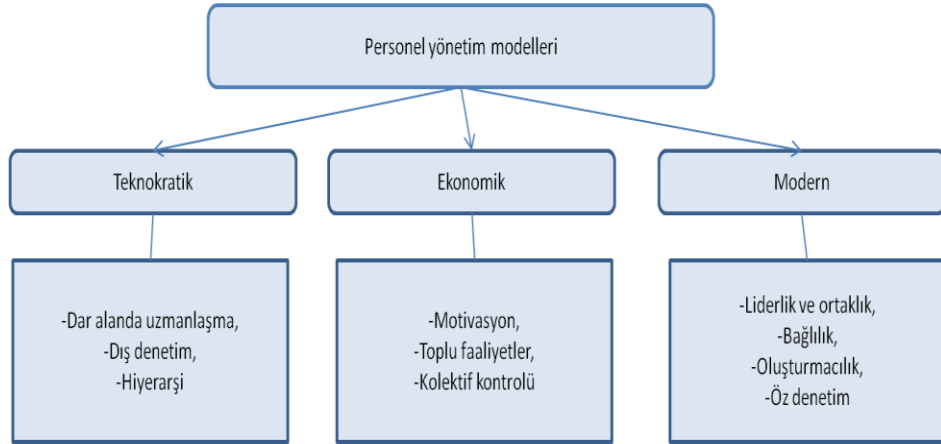 Personel yönetim modelleri
Teknokratik
Ekonomik
Modern
-Dar alanda uzmanlaşma,
-Dış denetim,
-Hiyerarşi
-Motivasyon,
-Toplu faaliyetler,
-Kolektif kontrolü
-Liderlik ve ortaklık,
-Bağlılık,
-Oluşturmacılık,
-Öz denetim